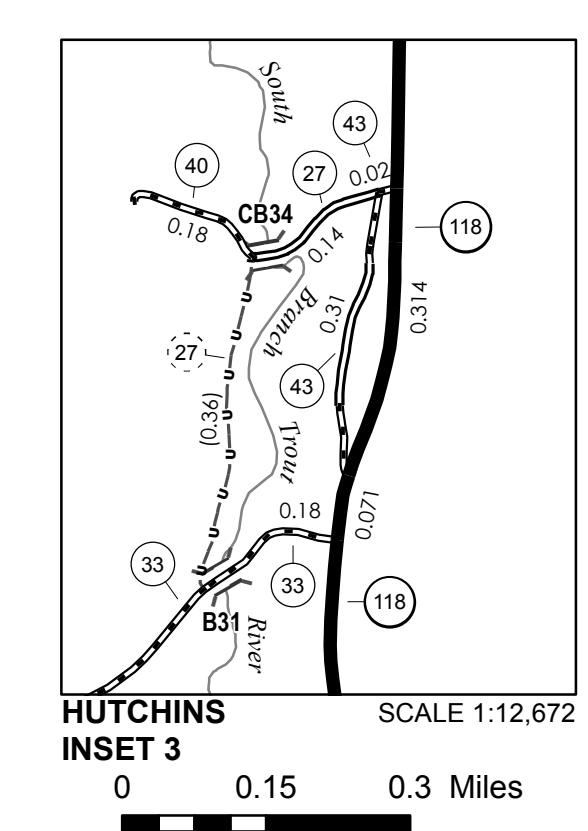 South
43
40
27
0.02
CB34
118
0.18
0.14
Branch
0.31
0.314
27
43
(0.36)
Trout
0.18
0.071
33
33
118
B31
River
HUTCHINS SCALE 1:12,672
INSET 3
0 0.15 0.3 Miles
U
U
U
U
U
U
U
U